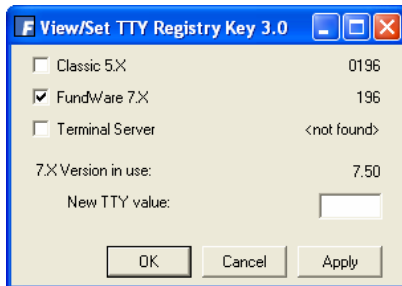 F View/Set TTY Registry Key 3.0
Classic 5.X 0196
FundWare 7.X 196
Terminal Server <not found>
7.X Version in use: 7.50
New TTY value:
OK Cancel Apply